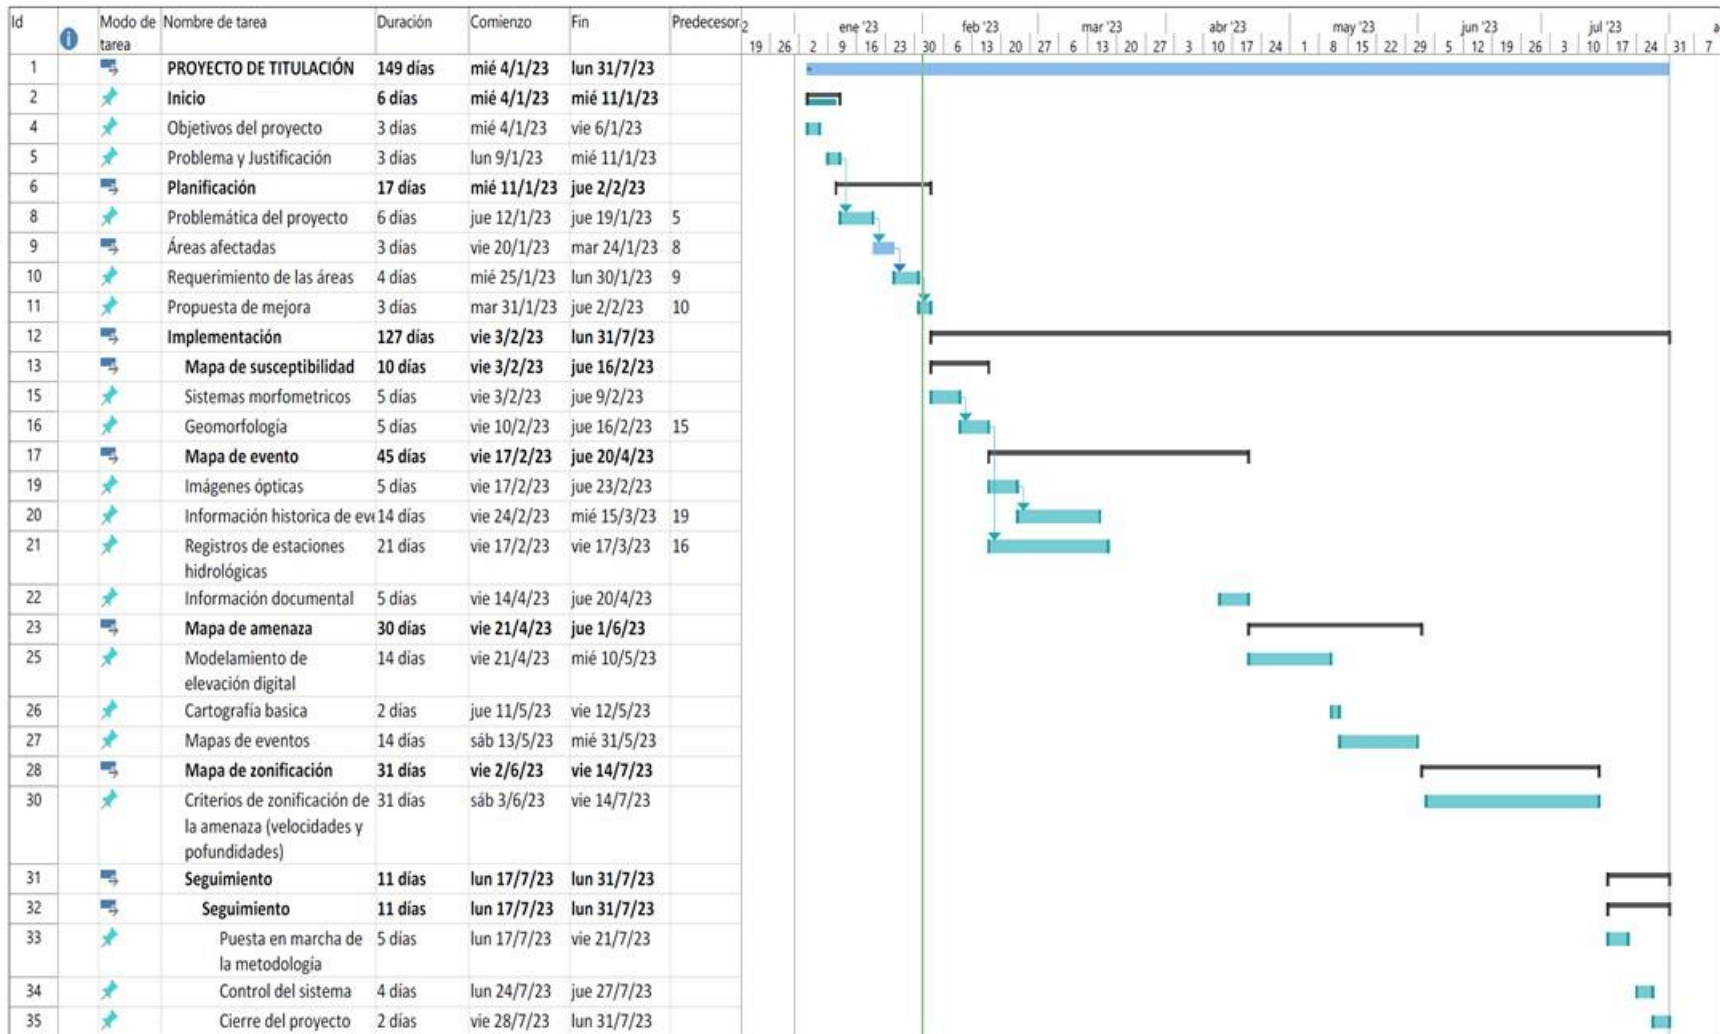 Id Modo de tarea Nombre de tarea Duración Comienzo Fin Predecesor
2 ene '23 feb '23 mar '23 abr '23 may '23 jun '23 jul '23 a
19 26 2 9 16 23 30 6 13 20 27 6 13 20 27 3 10 17 24 1 8 15 22 29 5 12 19 26 3 10 17 24 31 7
1 PROYECTO DE TITULACIÓN 149 días mié 4/1/23 lun 31/7/23
2 Inicio 6 días mié 4/1/23 mié 11/1/23
4 Objetivos del proyecto 3 días mié 4/1/23 vie 6/1/23
5 Problema y Justificación 3 días lun 9/1/23 mié 11/1/23
6 Planificación 17 días mié 11/1/23 jue 2/2/23
8 Problemática del proyecto 6 días jue 12/1/23 jue 19/1/23 5
9 Áreas afectadas 3 días vie 20/1/23 mar 24/1/23 8
10 Requerimiento de las áreas 4 días mié 25/1/23 lun 30/1/23 9
11 Propuesta de mejora 3 días mar 31/1/23 jue 2/2/23 10
12 Implementación 127 días vie 3/2/23 lun 31/7/23
13 Mapa de susceptibilidad 10 días vie 3/2/23 jue 16/2/23
15 Sistemas morfometricos 5 días vie 3/2/23 jue 9/2/23
16 Geomorfología 5 días vie 10/2/23 jue 16/2/23 15
17 Mapa de evento 45 días vie 17/2/23 jue 20/4/23
19 Imágenes ópticas 5 días vie 17/2/23 jue 23/2/23
20 Información historica de eve 14 días vie 24/2/23 mié 15/3/23 19
21 Registros de estaciones 21 días vie 17/2/23 vie 17/3/23 16
hidrológicas
22 Información documental 5 días vie 14/4/23 jue 20/4/23
23 Mapa de amenaza 30 días vie 21/4/23 jue 1/6/23
25 Modelamiento de 14 días vie 21/4/23 mié 10/5/23
elevación digital
26 Cartografía basica 2 días jue 11/5/23 vie 12/5/23
27 Mapas de eventos 14 días sáb 13/5/23 mié 31/5/23
28 Mapa de zonificación 31 días vie 2/6/23 vie 14/7/23
30 Criterios de zonificación de 31 días sáb 3/6/23 vie 14/7/23
la amenaza (velocidades y
pofundidades)
31 Seguimiento 11 días lun 17/7/23 lun 31/7/23
32 Seguimiento 11 días lun 17/7/23 lun 31/7/23
33 Puesta en marcha de 5 días lun 17/7/23 vie 21/7/23
la metodología
34 Control del sistema 4 días lun 24/7/23 jue 27/7/23
35 Cierre del proyecto 2 días vie 28/7/23 lun 31/7/23